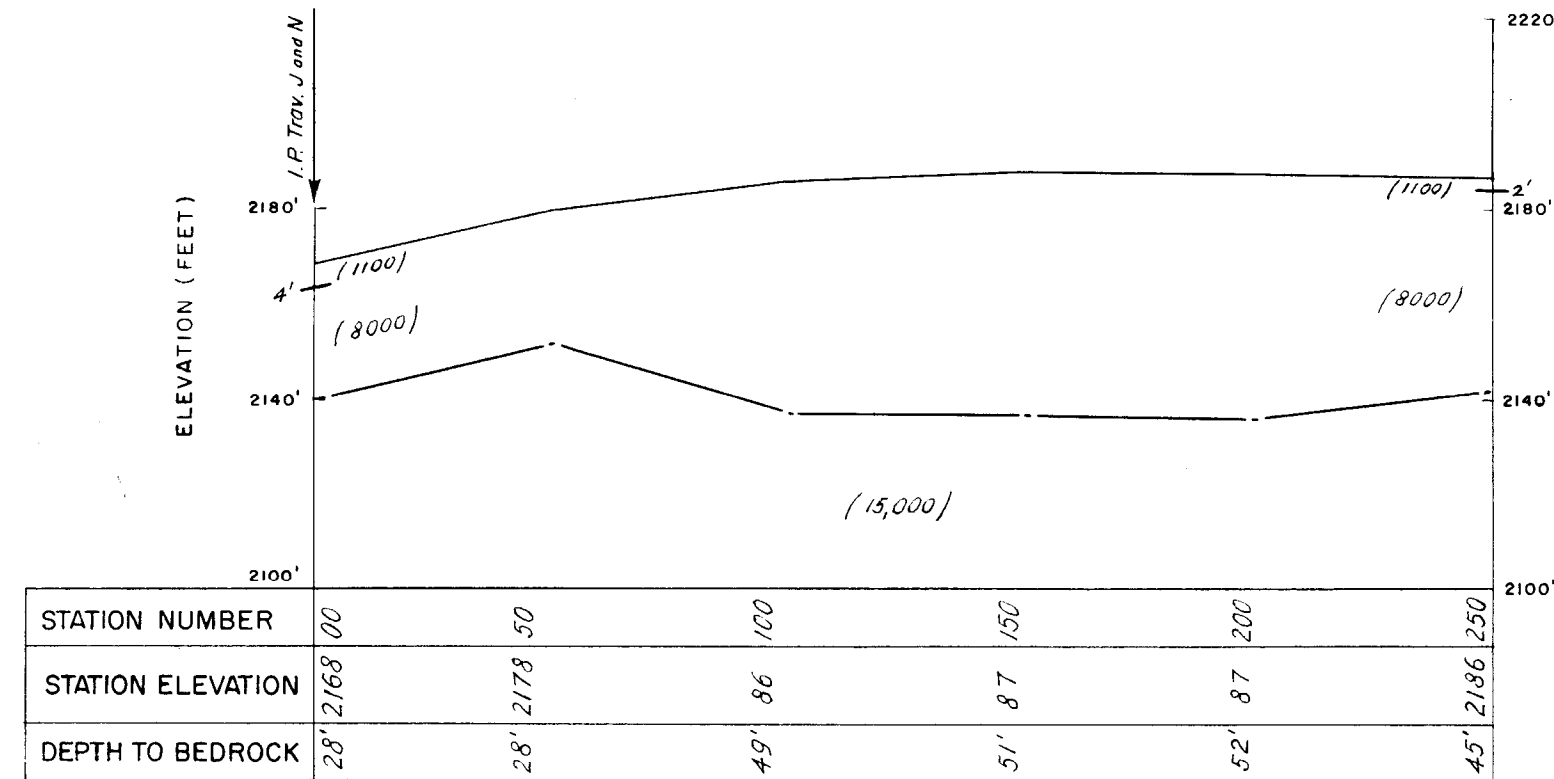 I.P. Trav. J and N
2220
ELEVATION (FEET)
2180'
(1100)
2'
2180'
(1100)
4'
(8000)
(8000)
2140'
2140'
(15,000)
2100'
2100'
STATION NUMBER 00 50 100 150 200 250
STATION ELEVATION 2168 2178 86 87 87 2186
DEPTH TO BEDROCK 28' 28' 49' 51' 52' 45'